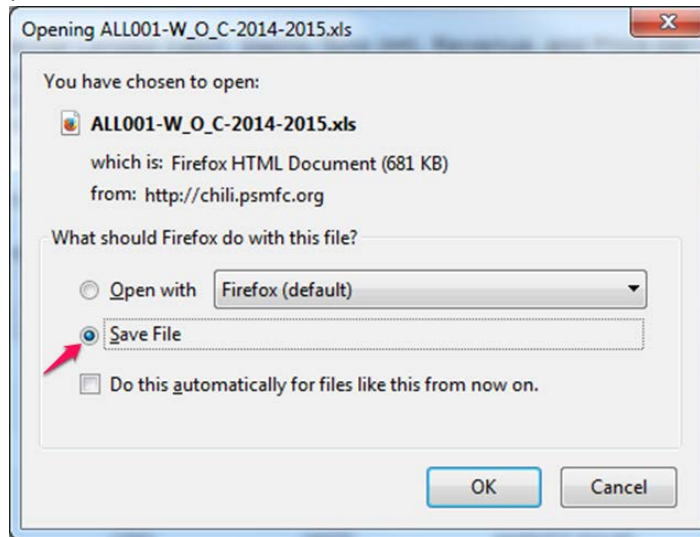 Opening ALL001-W_O_C-2014-2015.xls
You have chosen to open:
ALL001-W_O_C-2014-2015.xls
which is: Firefox HTML Document (681 KB)
from: http://chili.psmfc.org
What should Firefox do with this file?
Open with Firefox (default)
Save File
Do this automatically for files like this from now on.
OK Cancel